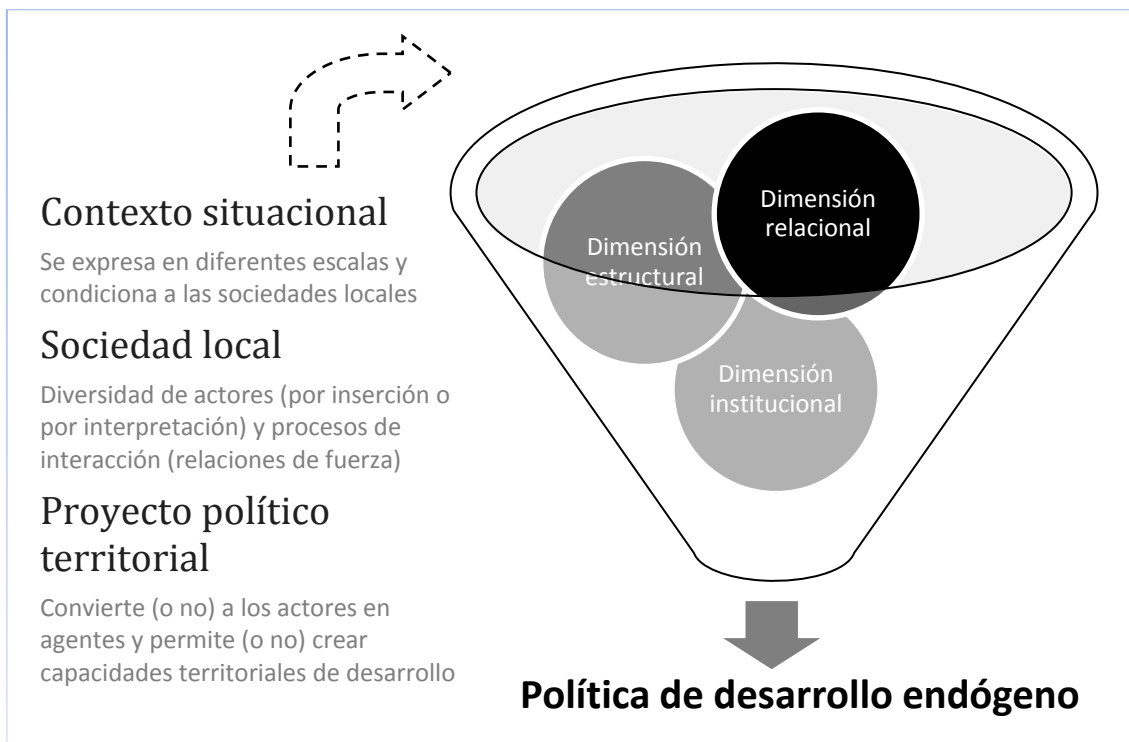 Contexto situacional
Se expresa en diferentes escalas y
condiciona a las sociedades locales
Sociedad local
Diversidad de actores (por inserción o
por interpretación) y procesos de
interacción (relaciones de fuerza)
Proyecto político
territorial
Convierte (o no) a los actores en
agentes y permite (o no) crear
capacidades territoriales de desarrollo
Dimensión
relacional
Dimensión
estructural
Dimensión
institucional
Política de desarrollo endógeno